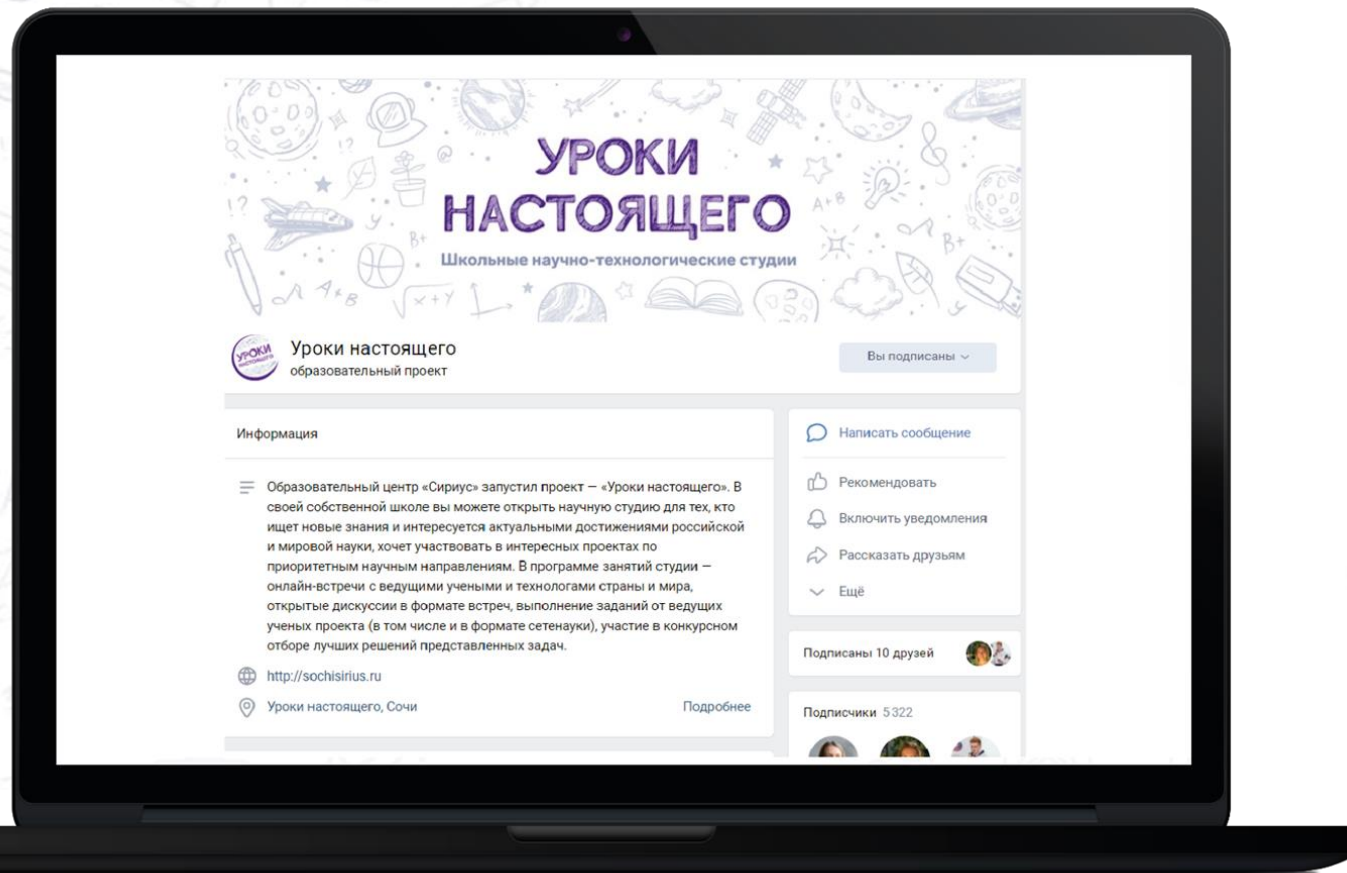 УРОКИ
НАСТОЯЩЕГО
Школьные научно-технологические студии
УРОКИ
НАСТОЯЩЕГО
Уроки настоящего
образовательный проект
Вы подписаны
Информация
Образовательный центр «Сириус» запустил проект — «Уроки настоящего». В
своей собственной школе вы можете открыть научную студию для тех, кто
ищет новые знания и интересуется актуальными достижениями российской
и мировой науки, хочет участвовать в интересных проектах по
приоритетным научным направлениям. В программе занятий студии —
онлайн-встречи с ведущими учеными и технологами страны и мира,
открытые дискуссии в формате встреч, выполнение заданий от ведущих
ученых проекта (в том числе и в формате сетенауки), участие в конкурсном
отборе лучших решений представленных задач.
http://sochisirius.ru
Уроки настоящего, Сочи
Подробнее
Написать сообщение
Рекомендовать
Включить уведомления
Рассказать друзьям
Ещё
Подписаны 10 друзей
Подписчики 5 322